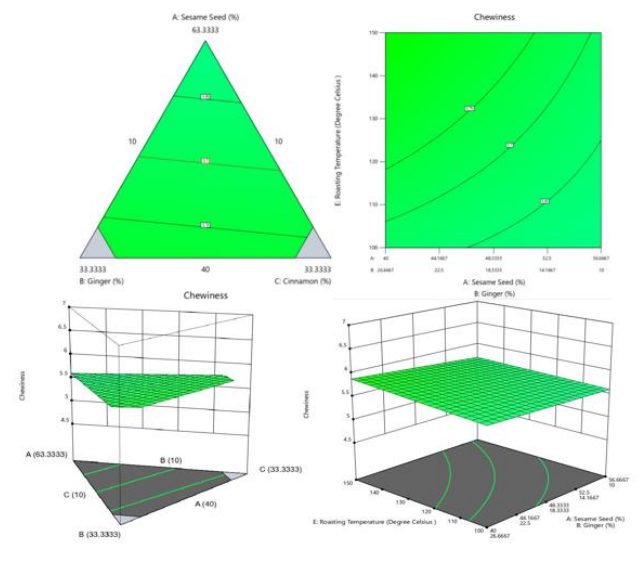 A: Sesame Seed (%)
63.3333
10
10
33.3333
40
33.3333
B: Ginger (%)
C: Cinnamon (%)
Chewiness
150
140
130
120
110
100
E: Roasting Temperature (Degree Celsius )
A: 40 44.1667 48.3333 52.5 56.6667
B: 26.6667 22.5 18.3333 14.1667 10
A: Sesame Seed (%)
B: Ginger (%)
Chewiness
7
6.5
6
5.5
5
4.5
Chewiness
A (63.3333)
B (10)
C (33.3333)
C (10)
A (40)
B (33.3333)
7
6.5
6
5.5
5
4.5
Chewiness
150
140
130
120
110
100
E: Roasting Temperature (Degree Celsius )
40
26.6667
44.1667
22.5
48.3333
18.3333
52.5
14.1667
56.6667
10
A: Sesame Seed (%)
B: Ginger (%)